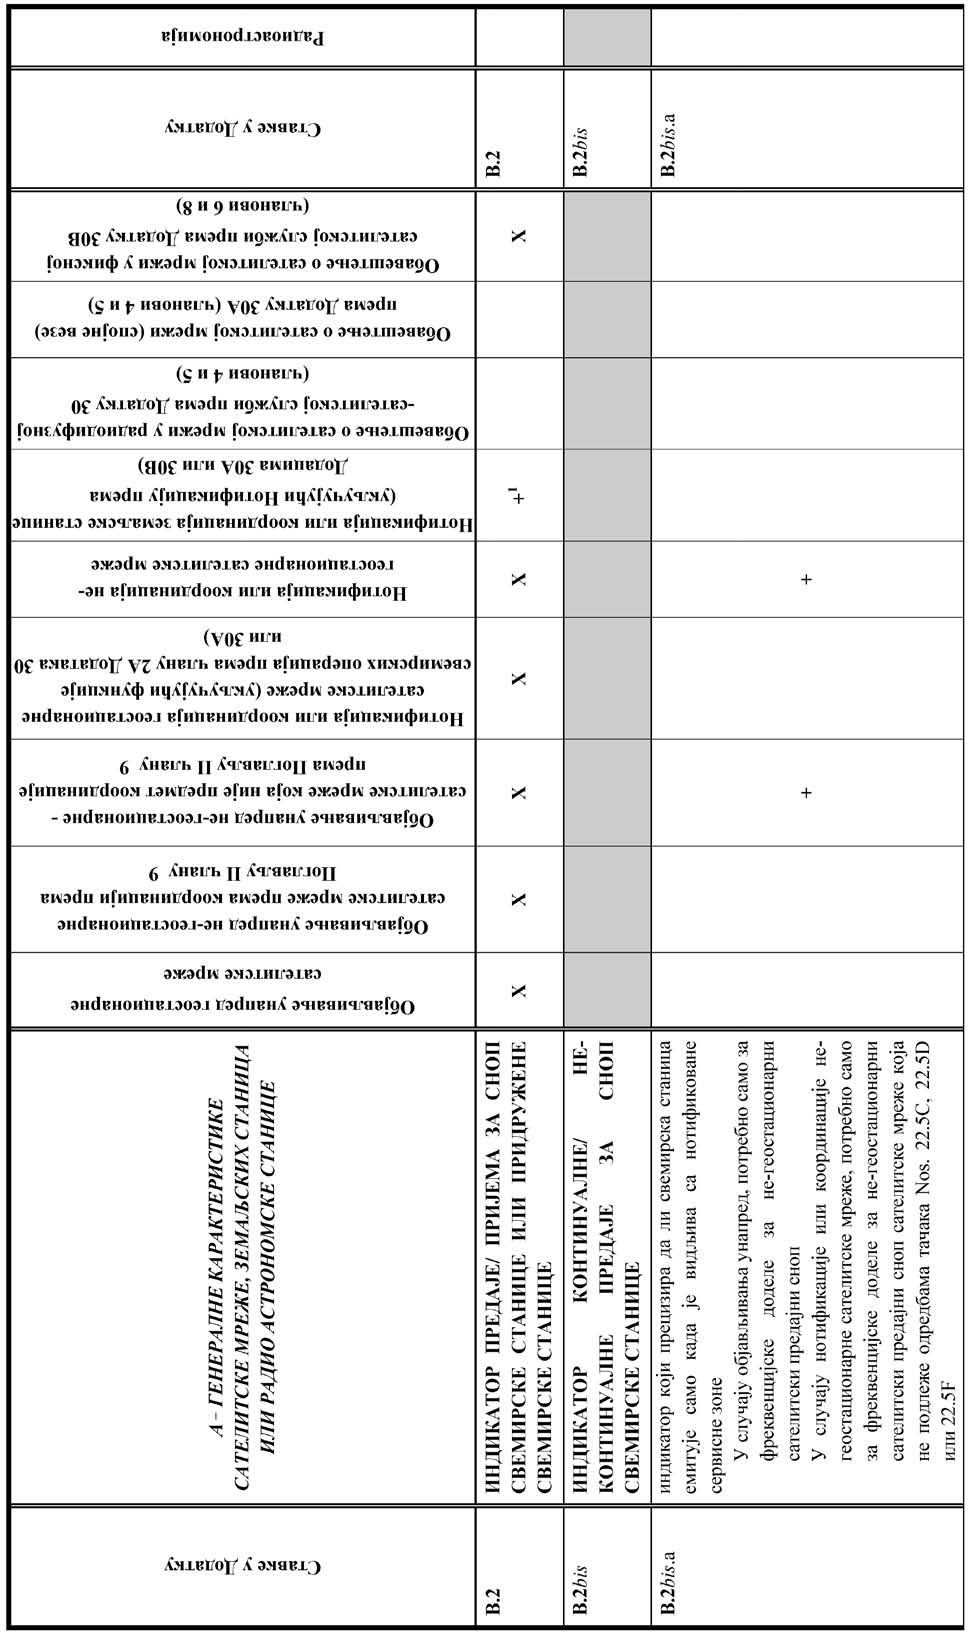 Ставке у Додатку
А – ГЕНЕРАЛНЕ КАРАКТЕРИСТИКЕ
САТЕЛИТСКЕ МРЕЖЕ, ЗЕМАЉСКИХ СТАНИЦА
ИЛИ РАДИО АСТРОНОМСКЕ СТАНИЦЕ
Објављивање унапред геостационарне
сателитске мреже
Објављивање унапред не-геостационарне
сателитске мреже према координацији према
Поглављу II члану 9
Објављивање унапред не-геостационарне -
сателитске мреже која није предмет координације
према Поглављу II члану 9
Нотификација или координација геостационарне
сателитске мреже (укључујући функције
свемирских операција према члану 2А Додатака 30
или 30А)
Нотификација или координација не-
геостационарне сателитске мреже
Нотификација или координација земаљске станице
(укључујући Нотификацију према
Додацима 30А или 30В)
Обавештење о сателитској мрежи у радиодифузној
-сателитској служби према Додатку 30
(чланови 4 и 5)
Обавештење о сателитској мрежи (спојне везе)
према Додатку 30А (чланови 4 и 5)
Обавештење о сателитској мрежи у фиксној
сателитској служби према Додатку 30В
(чланови 6 и 8)
Ставке у Додатку
Радиоастрономија
B.2
ИНДИКАТОР ПРЕДАЈЕ/ ПРИЈЕМА ЗА СНОП
СВЕМИРСКЕ СТАНИЦЕ ИЛИ ПРИДРУЖЕНЕ
СВЕМИРСКЕ СТАНИЦЕ
X
X
X
X
X
+¹
X
B.2
B.2bis
ИНДИКАТОР КОНТИНУАЛНЕ/ НЕ-
КОНТИНУАЛНЕ ПРЕДАЈЕ ЗА СНОП
СВЕМИРСКЕ СТАНИЦЕ
B.2bis
B.2bis.a
индикатор који прецизира да ли свемирска станица
емитује само када је видљива са нотификоване
сервисне зоне
У случају објављивања унапред, потребно само за
фреквенцијске доделе за не-геостационарни
сателитски предајни сноп
У случају нотификације или координације не-
геостационарне сателитске мреже, потребно само
за фреквенцијске доделе за не-геостационарни
сателитски предајни сноп сателитске мреже која
не подлеже одредбама тачака Nos. 22.5C, 22.5D
или 22.5F
+
+
B.2bis.a